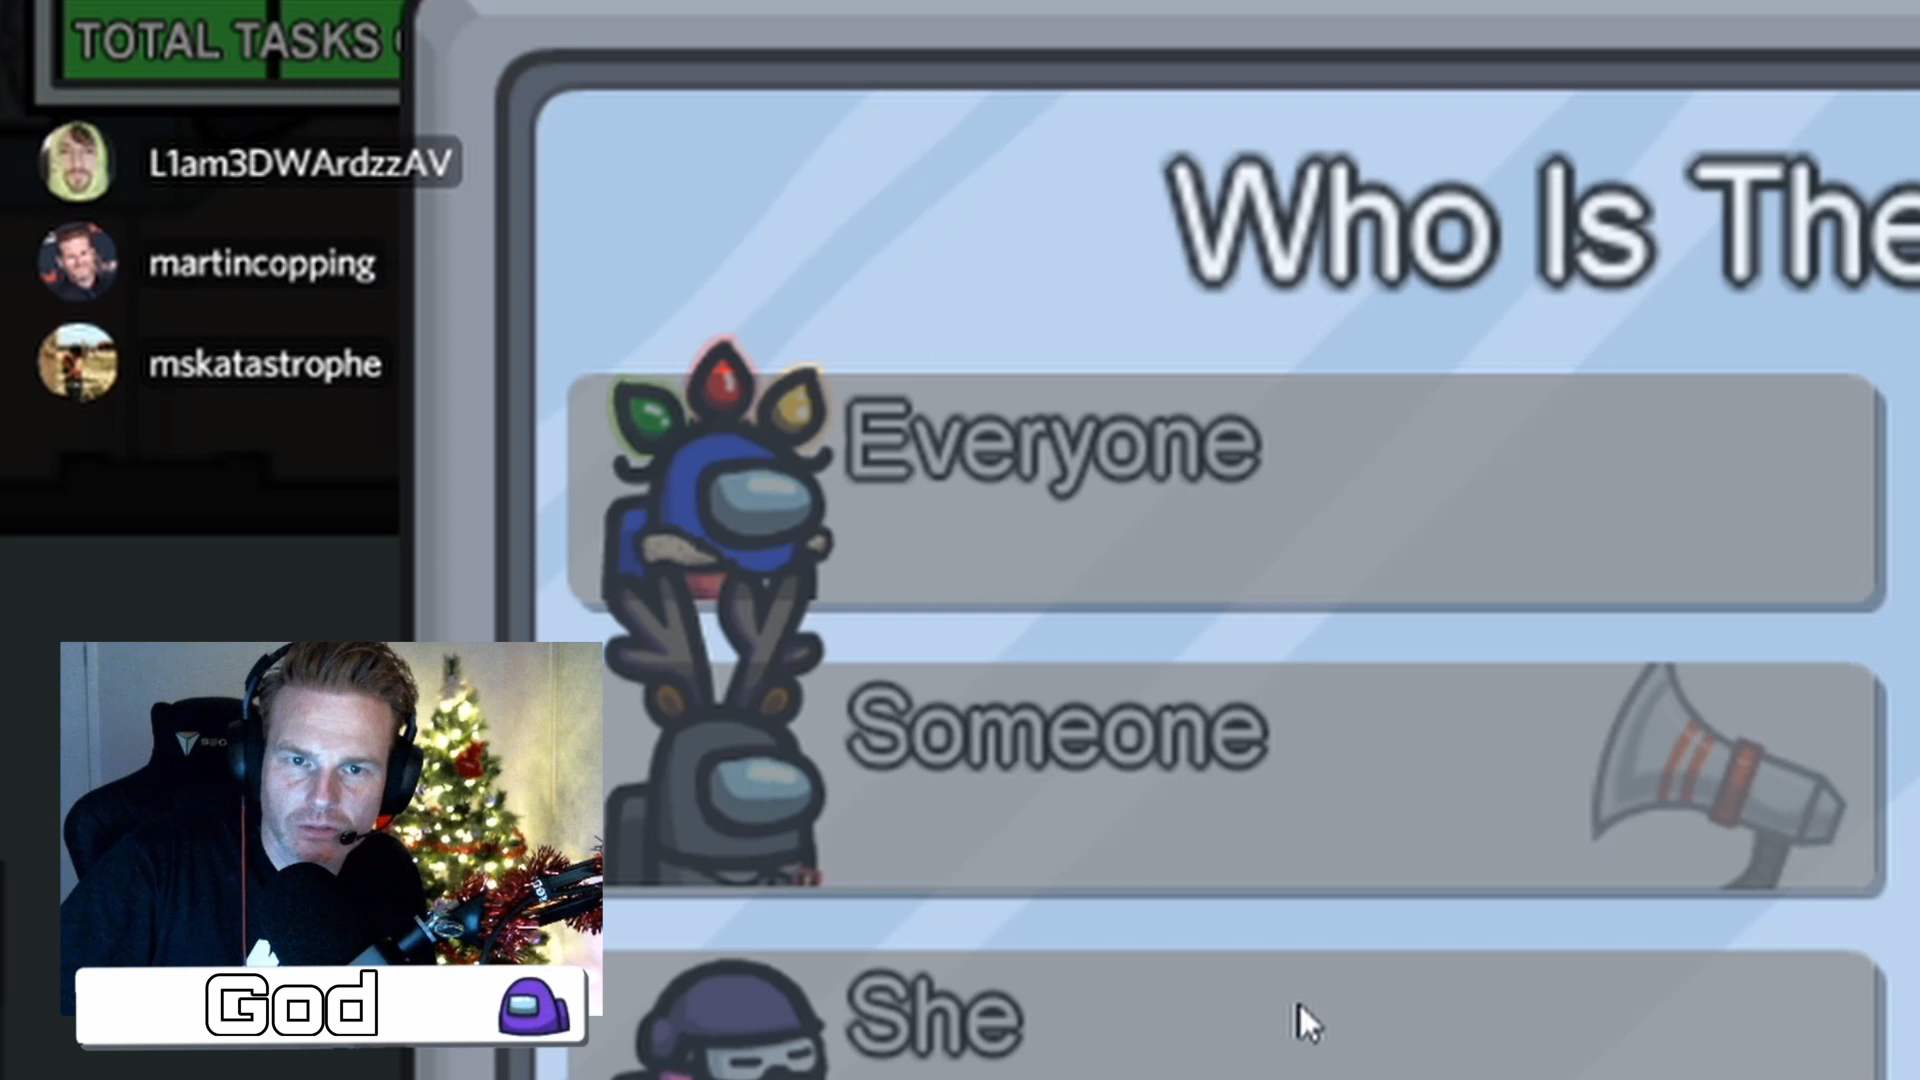 TOTAL TASKS
L1am3DWArdzzAV
martincopping
mskatastrophe
Who Is The
Everyone
Someone
She
God